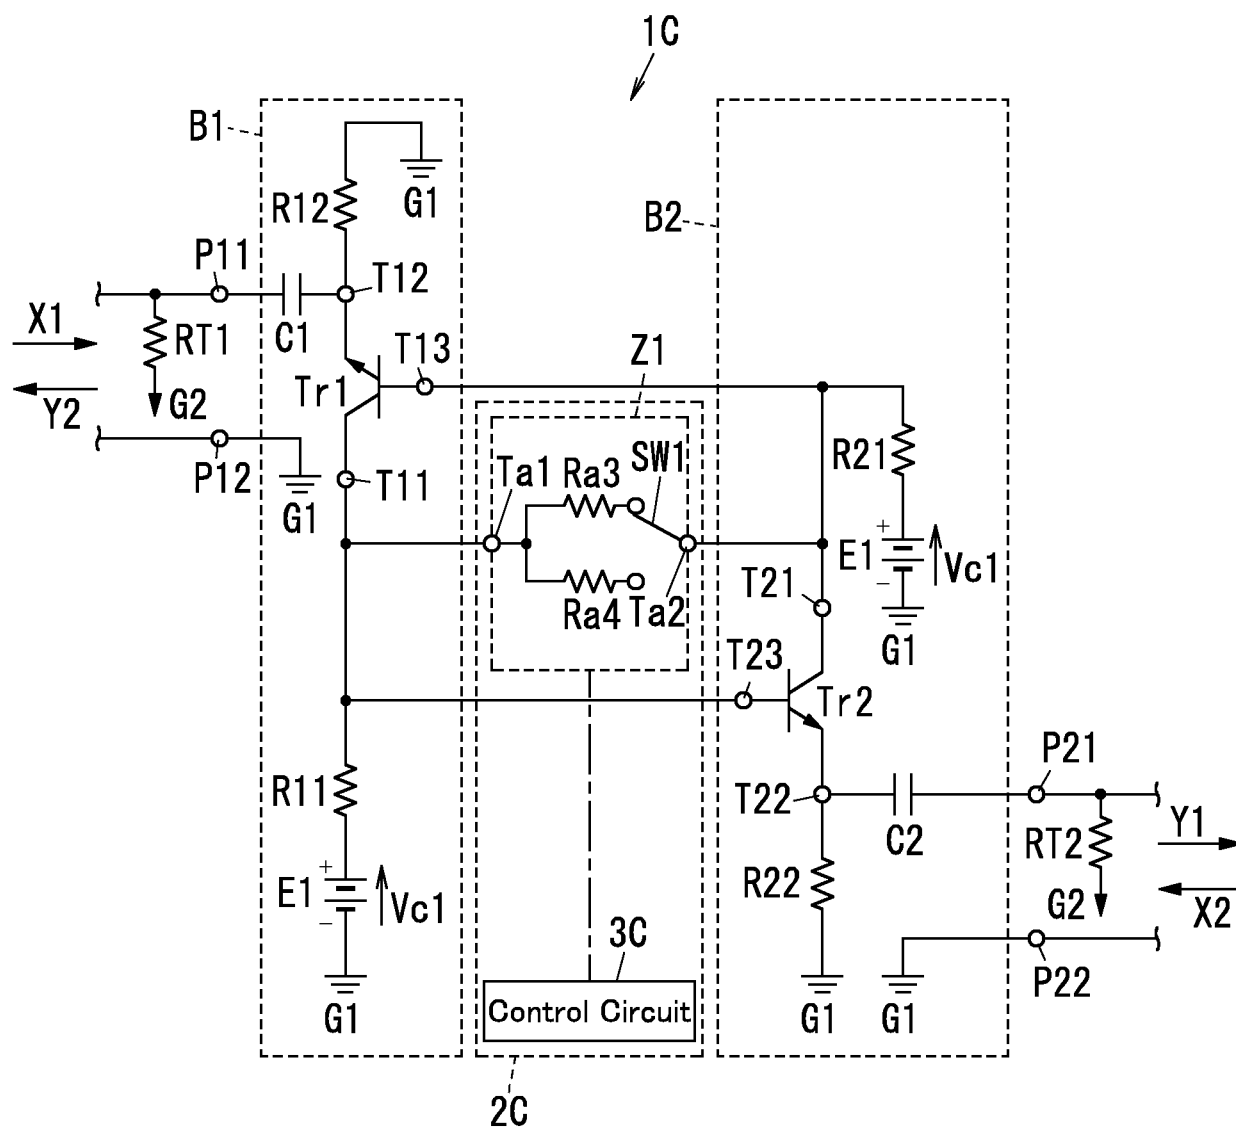 1C
B1
G1
R12
B2
P11
T12
X1
RT1
C1
T13
Z1
Tr1
Y2
G2
SW1
R21
P12
T11
Ta1
Ra3
G1
+
E1
Vc1
−
T21
Ra4
Ta2
G1
T23
Tr2
P21
R11
T22
Y1
C2
RT2
+
E1
Vc1
−
R22
G2
X2
3C
P22
Control Circuit
G1
G1
G1
2C